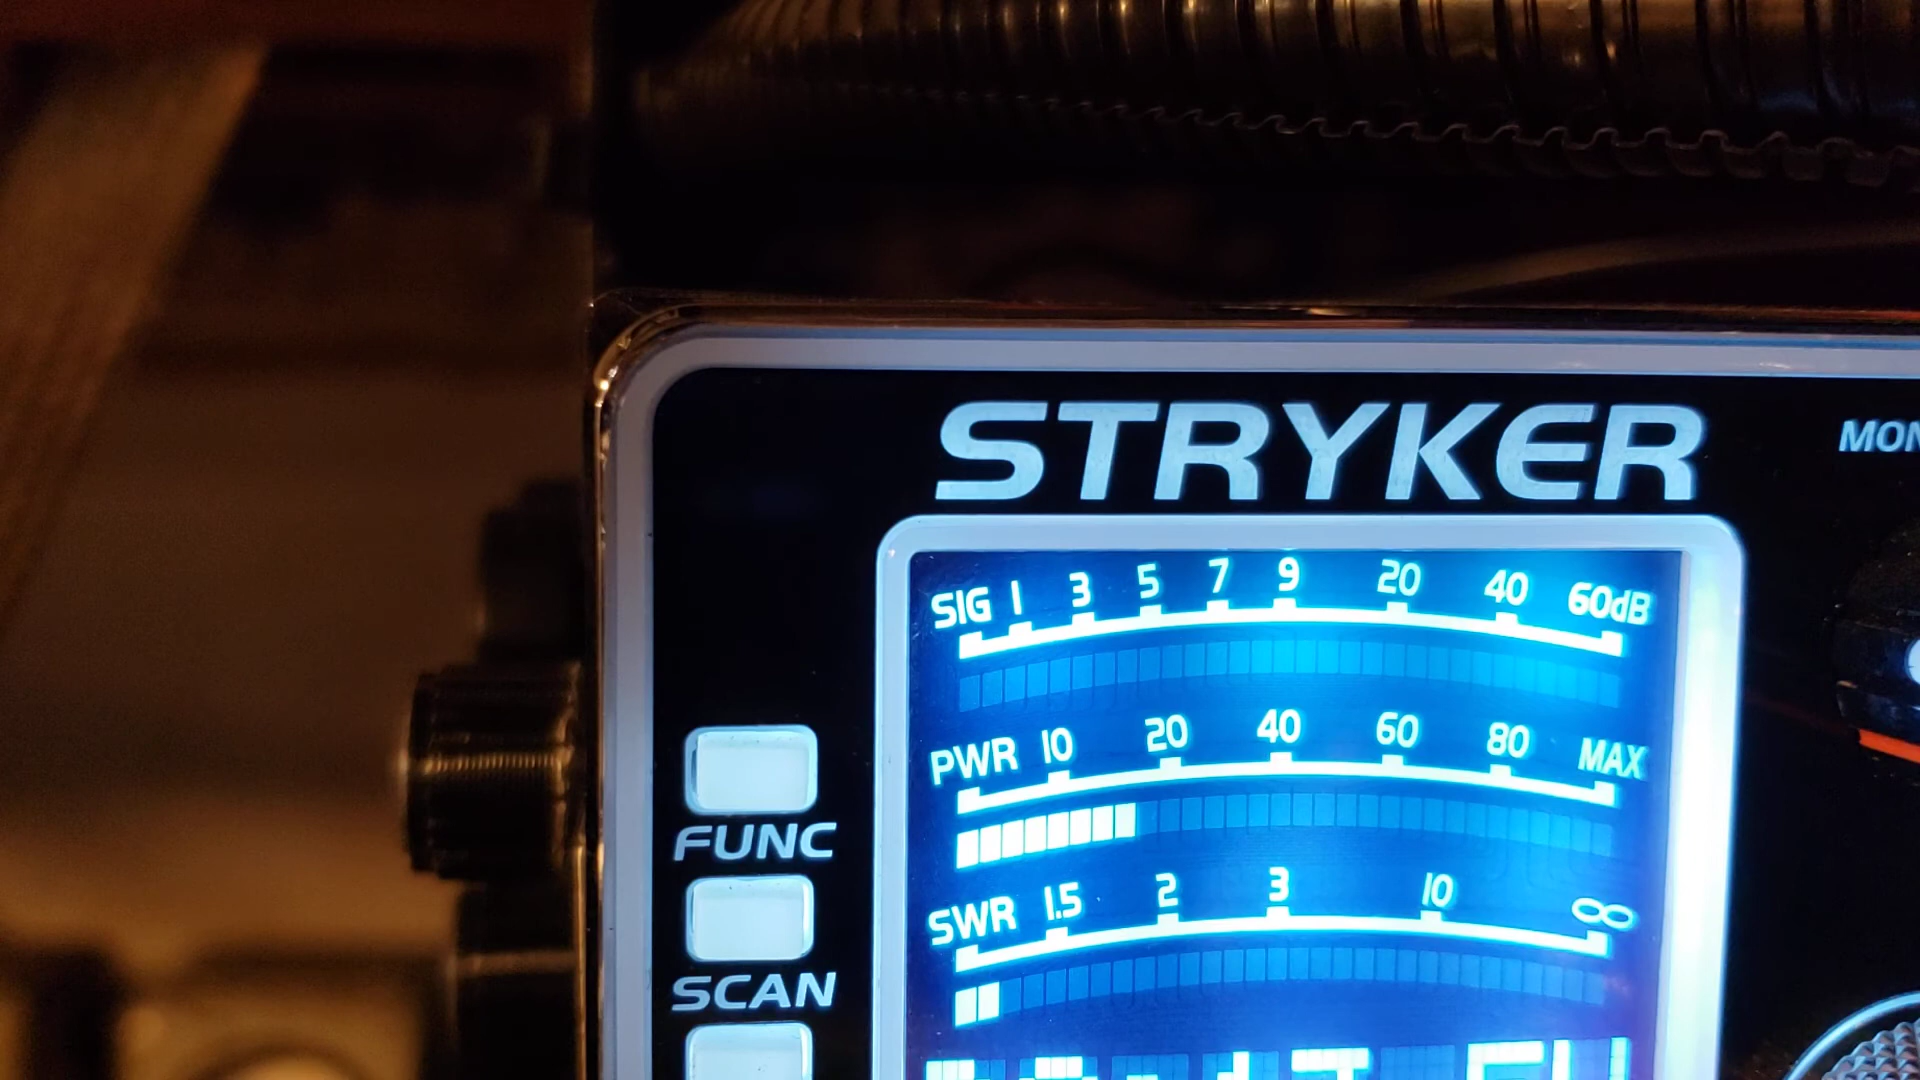 STRYKER
MON
SIG 1 3 5 7 9 20 40 60dB
PWR 10 20 40 60 80 MAX
FUNC
SWR 1.5 2 3 10 ∞
SCAN